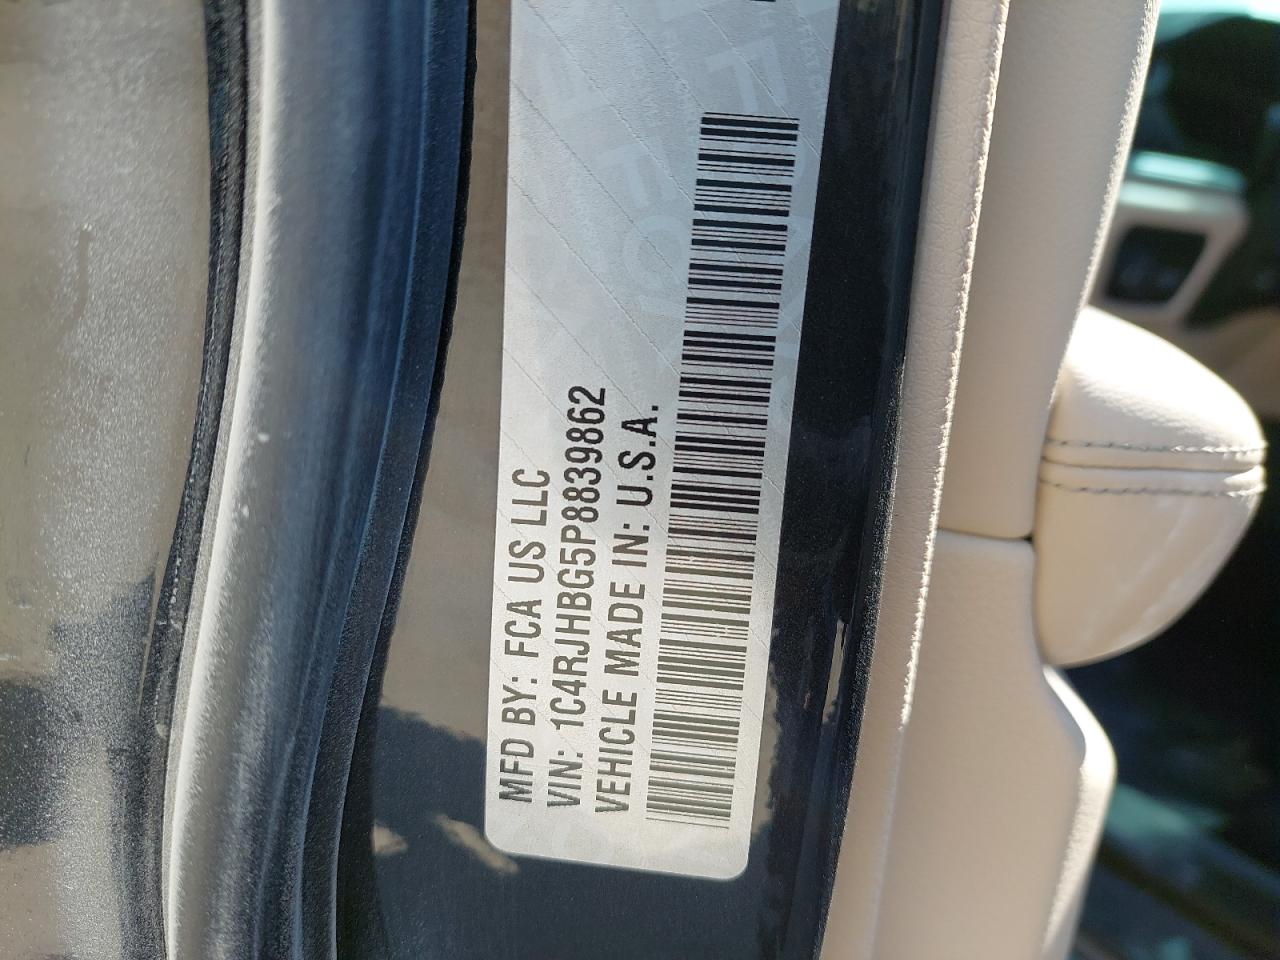 MFD BY: FCA US LLC
VIN: 1C4RJHBG5P8839862
VEHICLE MADE IN: U.S.A.